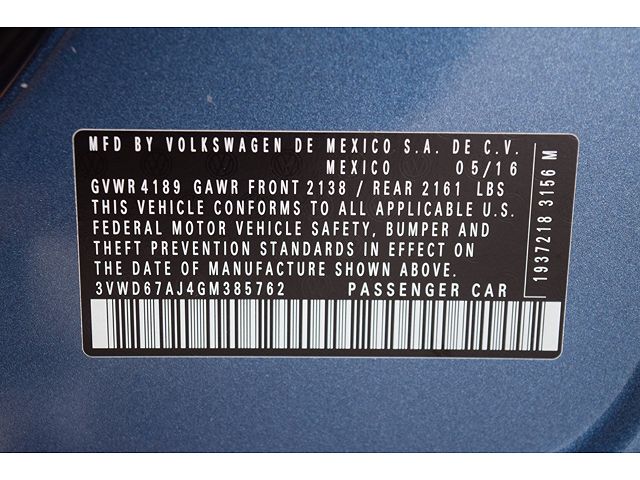 MFD BY VOLKSWAGEN DE MEXICO S.A. DE C.V.
MEXICO 05/16
GVWR 4189 GAWR FRONT 2138 / REAR 2161 LBS
THIS VEHICLE CONFORMS TO ALL APPLICABLE U.S.
FEDERAL MOTOR VEHICLE SAFETY, BUMPER AND
THEFT PREVENTION STANDARDS IN EFFECT ON
THE DATE OF MANUFACTURE SHOWN ABOVE.
3VWD67AJ4GM385762 PASSENGER CAR
1937218 3156 M